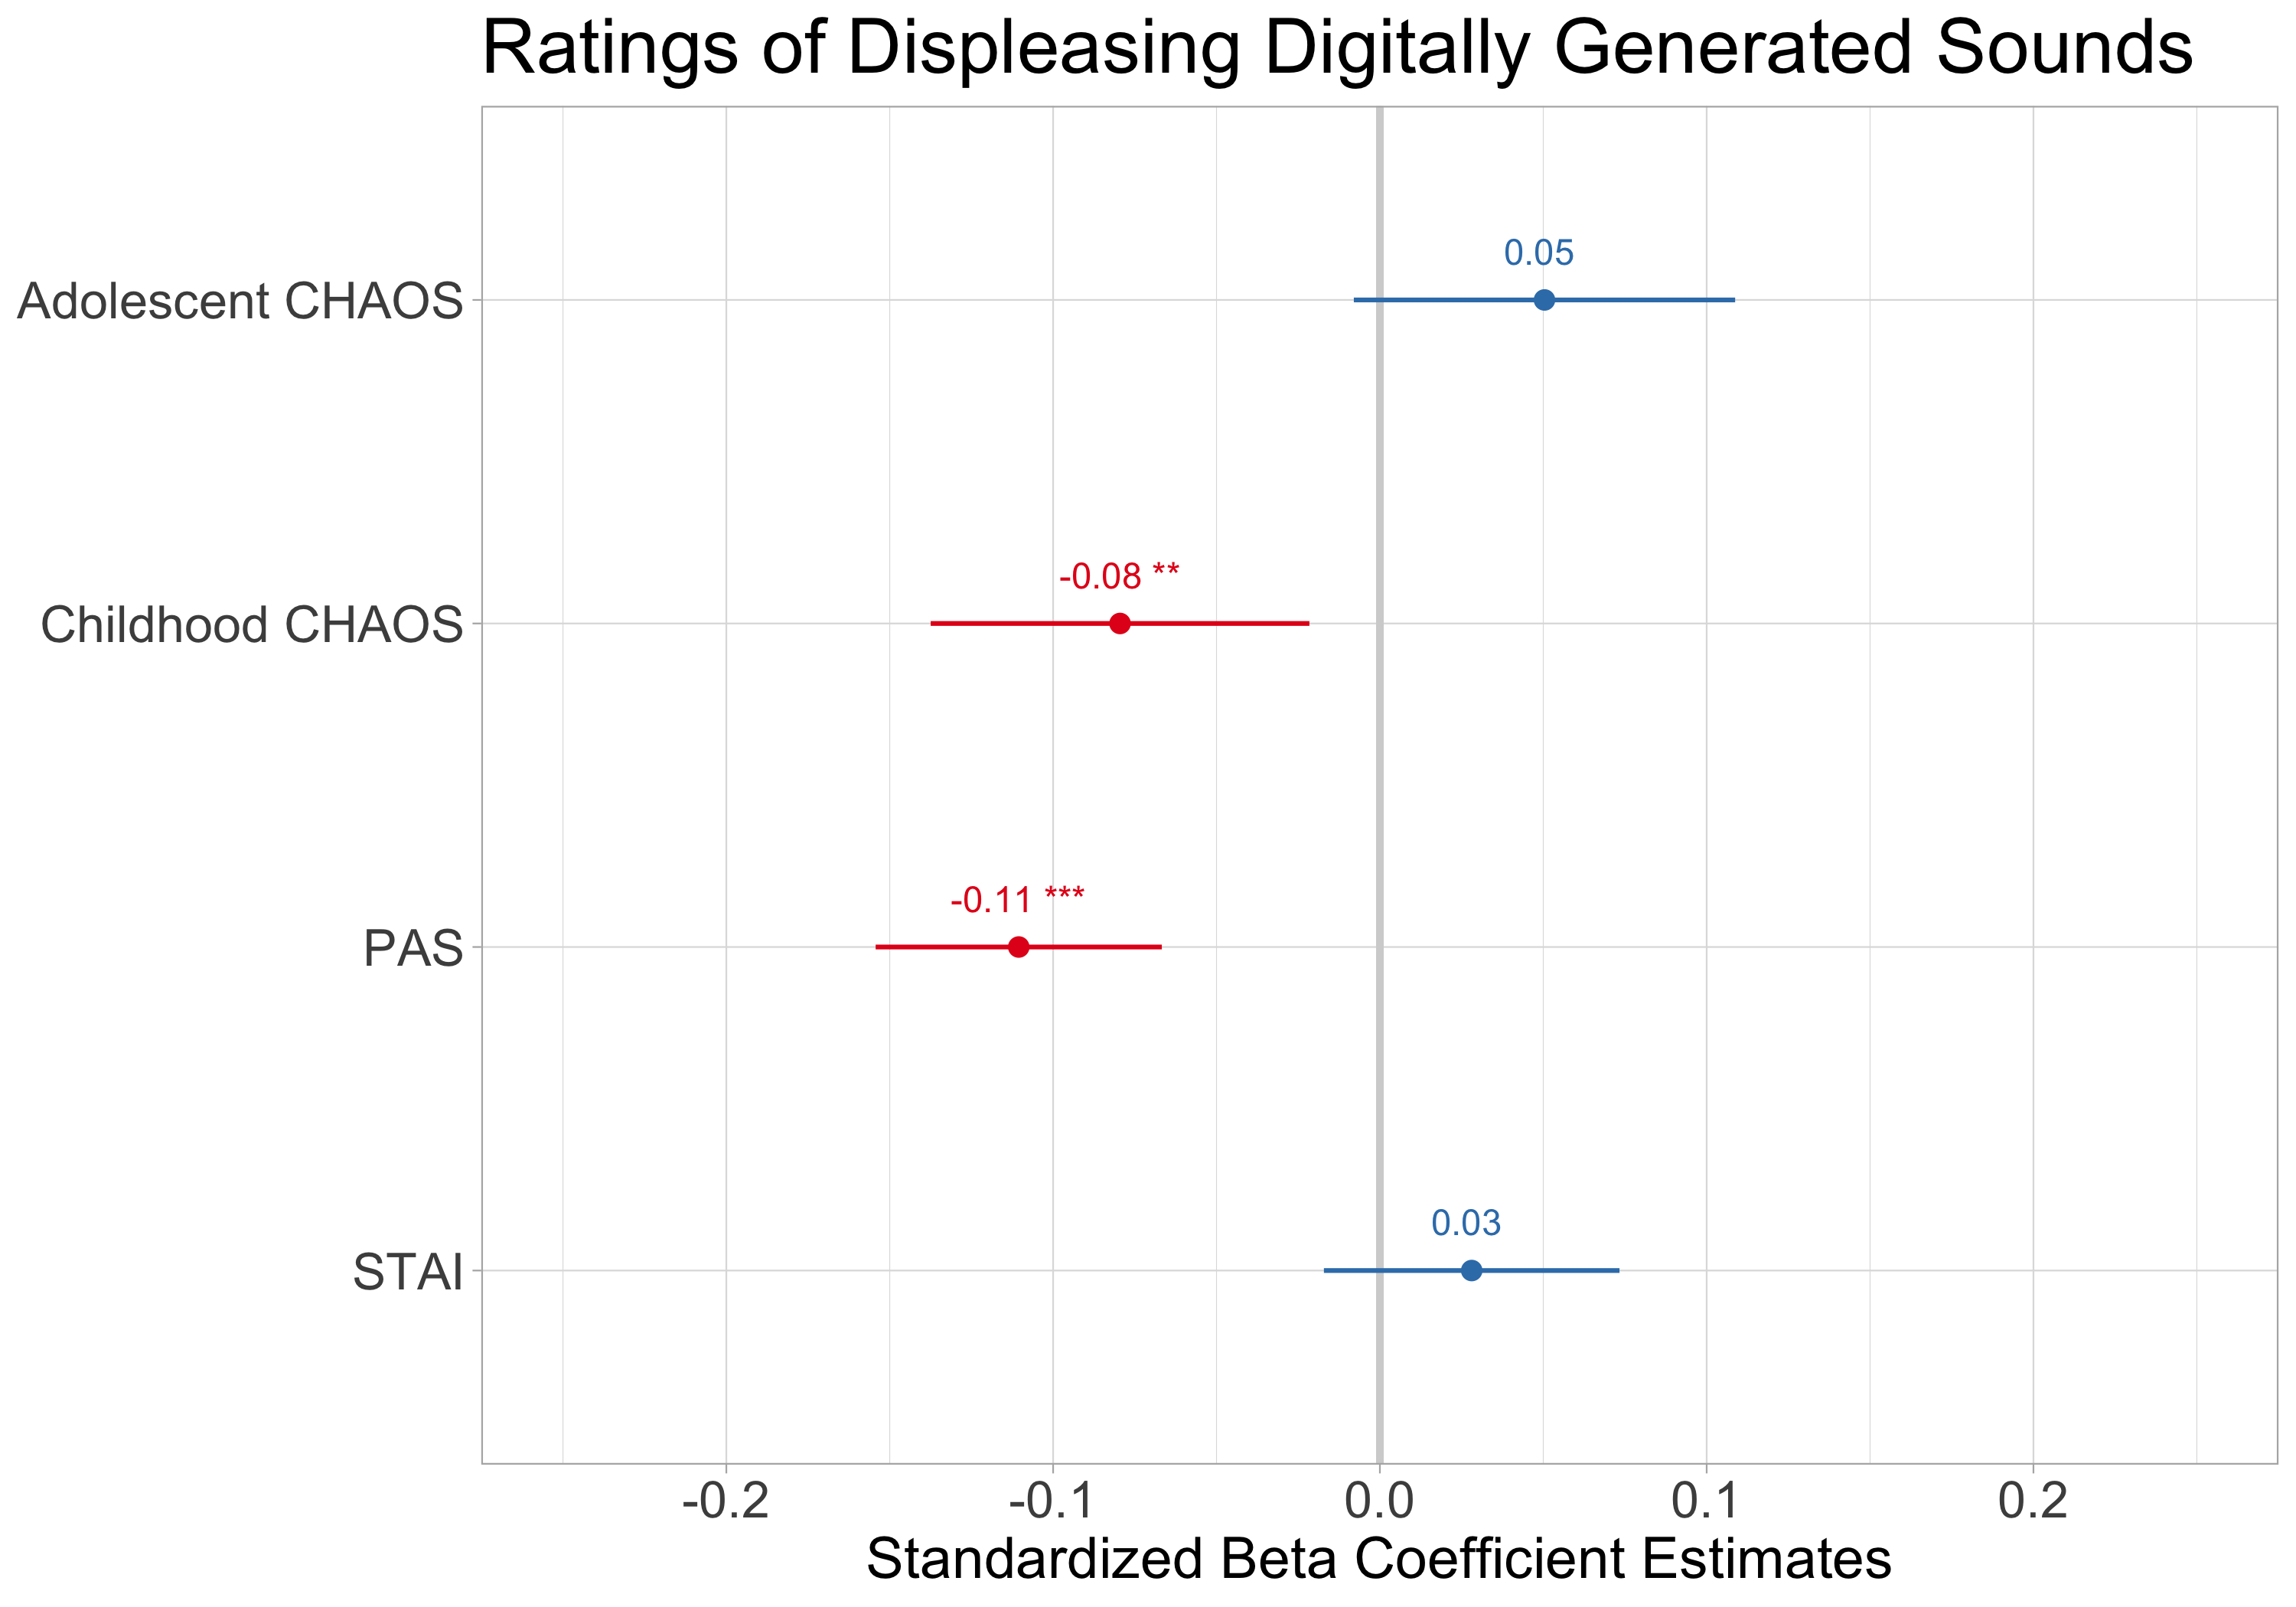 Ratings of Displeasing Digitally Generated Sounds
Adolescent CHAOS
0.05
Childhood CHAOS
-0.08 **
PAS
-0.11 ***
STAI
0.03
-0.2 -0.1 0.0 0.1 0.2
Standardized Beta Coefficient Estimates